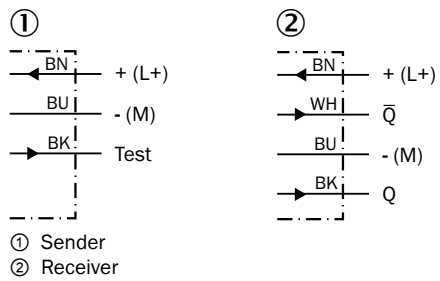 ① ②
BN + (L+)
BU - (M)
BK Test
BN + (L+)
WH Q̅
BU - (M)
BK Q
① Sender
② Receiver